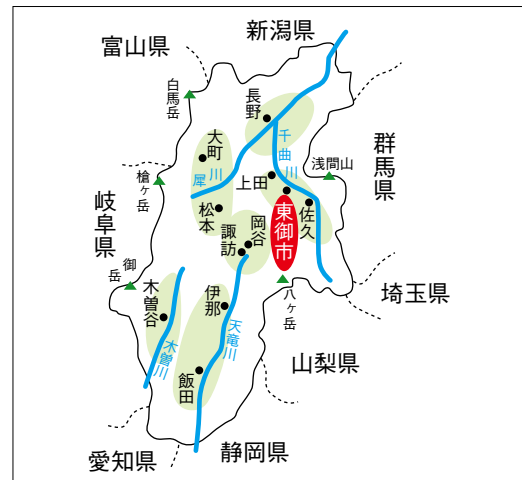 新潟県
富山県
白馬岳
長野
千曲川
群馬県
浅間山
大町
犀川
上田
槍ヶ岳
松本
佐久
東御市
岐阜県
岡谷
諏訪
御岳
木曽谷
伊那
八ヶ岳
埼玉県
天竜川
木曽川
山梨県
飯田
静岡県
愛知県